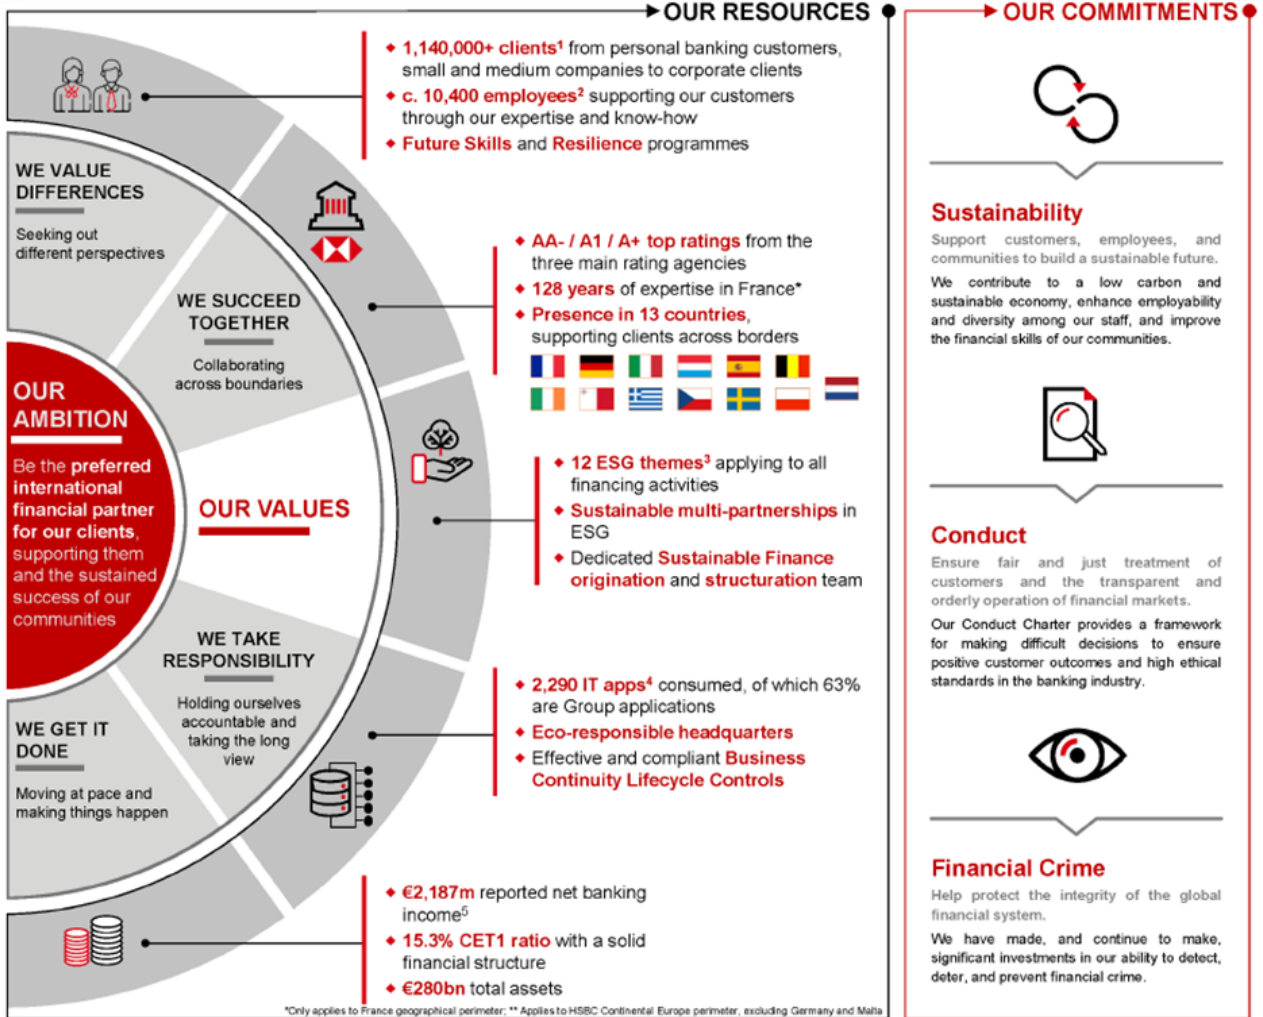 OUR RESOURCES
1,140,000+ clients¹ from personal banking customers,
small and medium companies to corporate clients
c. 10,400 employees² supporting our customers
through our expertise and know-how
Future Skills and Resilience programmes
AA- / A1 / A+ top ratings from the
three main rating agencies
128 years of expertise in France*
Presence in 13 countries,
supporting clients across borders
12 ESG themes³ applying to all
financing activities
Sustainable multi-partnerships in
ESG
Dedicated Sustainable Finance
origination and structuration team
2,290 IT apps⁴ consumed, of which 63%
are Group applications
Eco-responsible headquarters
Effective and compliant Business
Continuity Lifecycle Controls
€2,187m reported net banking
income⁵
15.3% CET1 ratio with a solid
financial structure
€280bn total assets
*Only applies to France geographical perimeter; ** Applies to HSBC Continental Europe perimeter, excluding Germany and Malta
WE VALUE
DIFFERENCES
Seeking out
different perspectives
WE SUCCEED
TOGETHER
Collaborating
across boundaries
OUR
AMBITION
Be the preferred
international
financial partner
for our clients,
supporting them
and the sustained
success of our
communities
OUR VALUES
WE TAKE
RESPONSIBILITY
Holding ourselves
accountable and
taking the long
view
WE GET IT
DONE
Moving at pace and
making things happen
OUR COMMITMENTS
Sustainability
Support customers, employees, and
communities to build a sustainable future.
We contribute to a low carbon and
sustainable economy, enhance employability
and diversity among our staff, and improve
the financial skills of our communities.
Conduct
Ensure fair and just treatment of
customers and the transparent and
orderly operation of financial markets.
Our Conduct Charter provides a framework
for making difficult decisions to ensure
positive customer outcomes and high ethical
standards in the banking industry.
Financial Crime
Help protect the integrity of the global
financial system.
We have made, and continue to make,
significant investments in our ability to detect,
deter, and prevent financial crime.